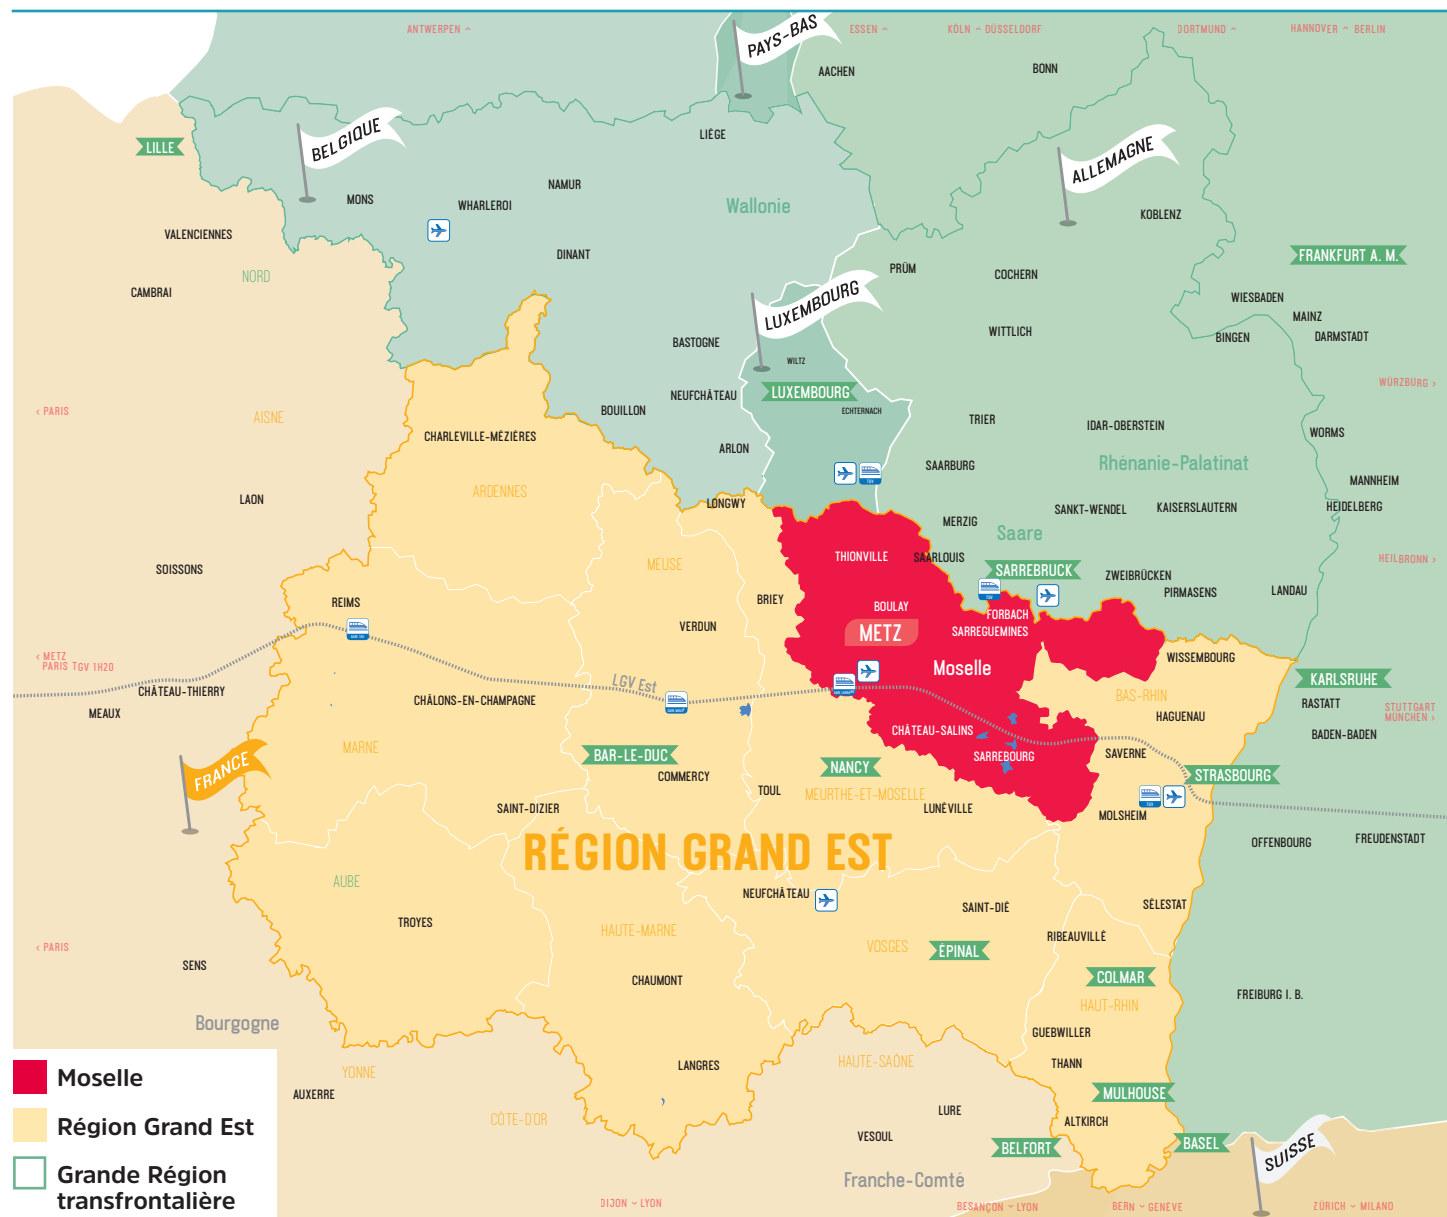 ANTWERPEN ^
PAYS-BAS
ESSEN ^
KÖLN ^ DÜSSELDORF
DORTMUND ^
HANNOVER ^ BERLIN
AACHEN
BONN
LILLE
BELGIQUE
LIÈGE
ALLEMAGNE
MONS
NAMUR
WHARLEROI
Wallonie
KOBLENZ
VALENCIENNES
DINANT
FRANKFURT A. M.
NORD
PRÜM
COCHERN
CAMBRAI
LUXEMBOURG
WIESBADEN
MAINZ
WITTLICH
BINGEN
DARMSTADT
BASTOGNE
WILTZ
WÜRZBURG >
LUXEMBOURG
NEUFCHÂTEAU
< PARIS
AISNE
BOUILLON
ECHTERNACH
TRIER
IDAR-OBERSTEIN
WORMS
CHARLEVILLE-MÉZIÈRES
ARLON
SAARBURG
Rhénanie-Palatinat
MANNHEIM
ARDENNES
LAON
LONGWY
SANKT-WENDEL
KAISERSLAUTERN
HEIDELBERG
MERZIG
Saare
THIONVILLE
SAARLOUIS
HEILBRONN >
SOISSONS
MEUSE
SARREBRUCK
ZWEIBRÜCKEN
PIRMASENS
LANDAU
REIMS
BRIEY
BOULAY
FORBACH
VERDUN
METZ
SARREGUEMINES
< METZ
PARIS TGV 1H20
Moselle
WISSEMBOURG
LGV Est
CHÂTEAU-THIERRY
CHÂLONS-EN-CHAMPAGNE
BAS-RHIN
KARLSRUHE
MEAUX
HAGUENAU
RASTATT
STUTTGART
MÜNCHEN >
CHÂTEAU-SALINS
BADEN-BADEN
MARNE
BAR-LE-DUC
SARREBOURG
SAVERNE
FRANCE
COMMERCY
NANCY
STRASBOURG
TOUL
MEURTHE-ET-MOSELLE
SAINT-DIZIER
LUNÉVILLE
MOLSHEIM
RÉGION GRAND EST
OFFENBOURG
FREUDENSTADT
AUBE
NEUFCHÂTEAU
TROYES
SAINT-DIÉ
SÉLESTAT
HAUTE-MARNE
RIBEAUVILLÉ
< PARIS
VOSGES
ÉPINAL
SENS
CHAUMONT
COLMAR
FREIBURG I. B.
HAUT-RHIN
Bourgogne
GUEBWILLER
LANGRES
HAUTE-SAÔNE
THANN
YONNE
AUXERRE
MULHOUSE
CÔTE-D'OR
LURE
ALTKIRCH
VESOUL
BELFORT
BASEL
SUISSE
Franche-Comté
DIJON ~ LYON
BESANÇON ~ LYON
BERN ~ GENÈVE
ZÜRICH ~ MILANO
Moselle
Région Grand Est
Grande Région
transfrontalière